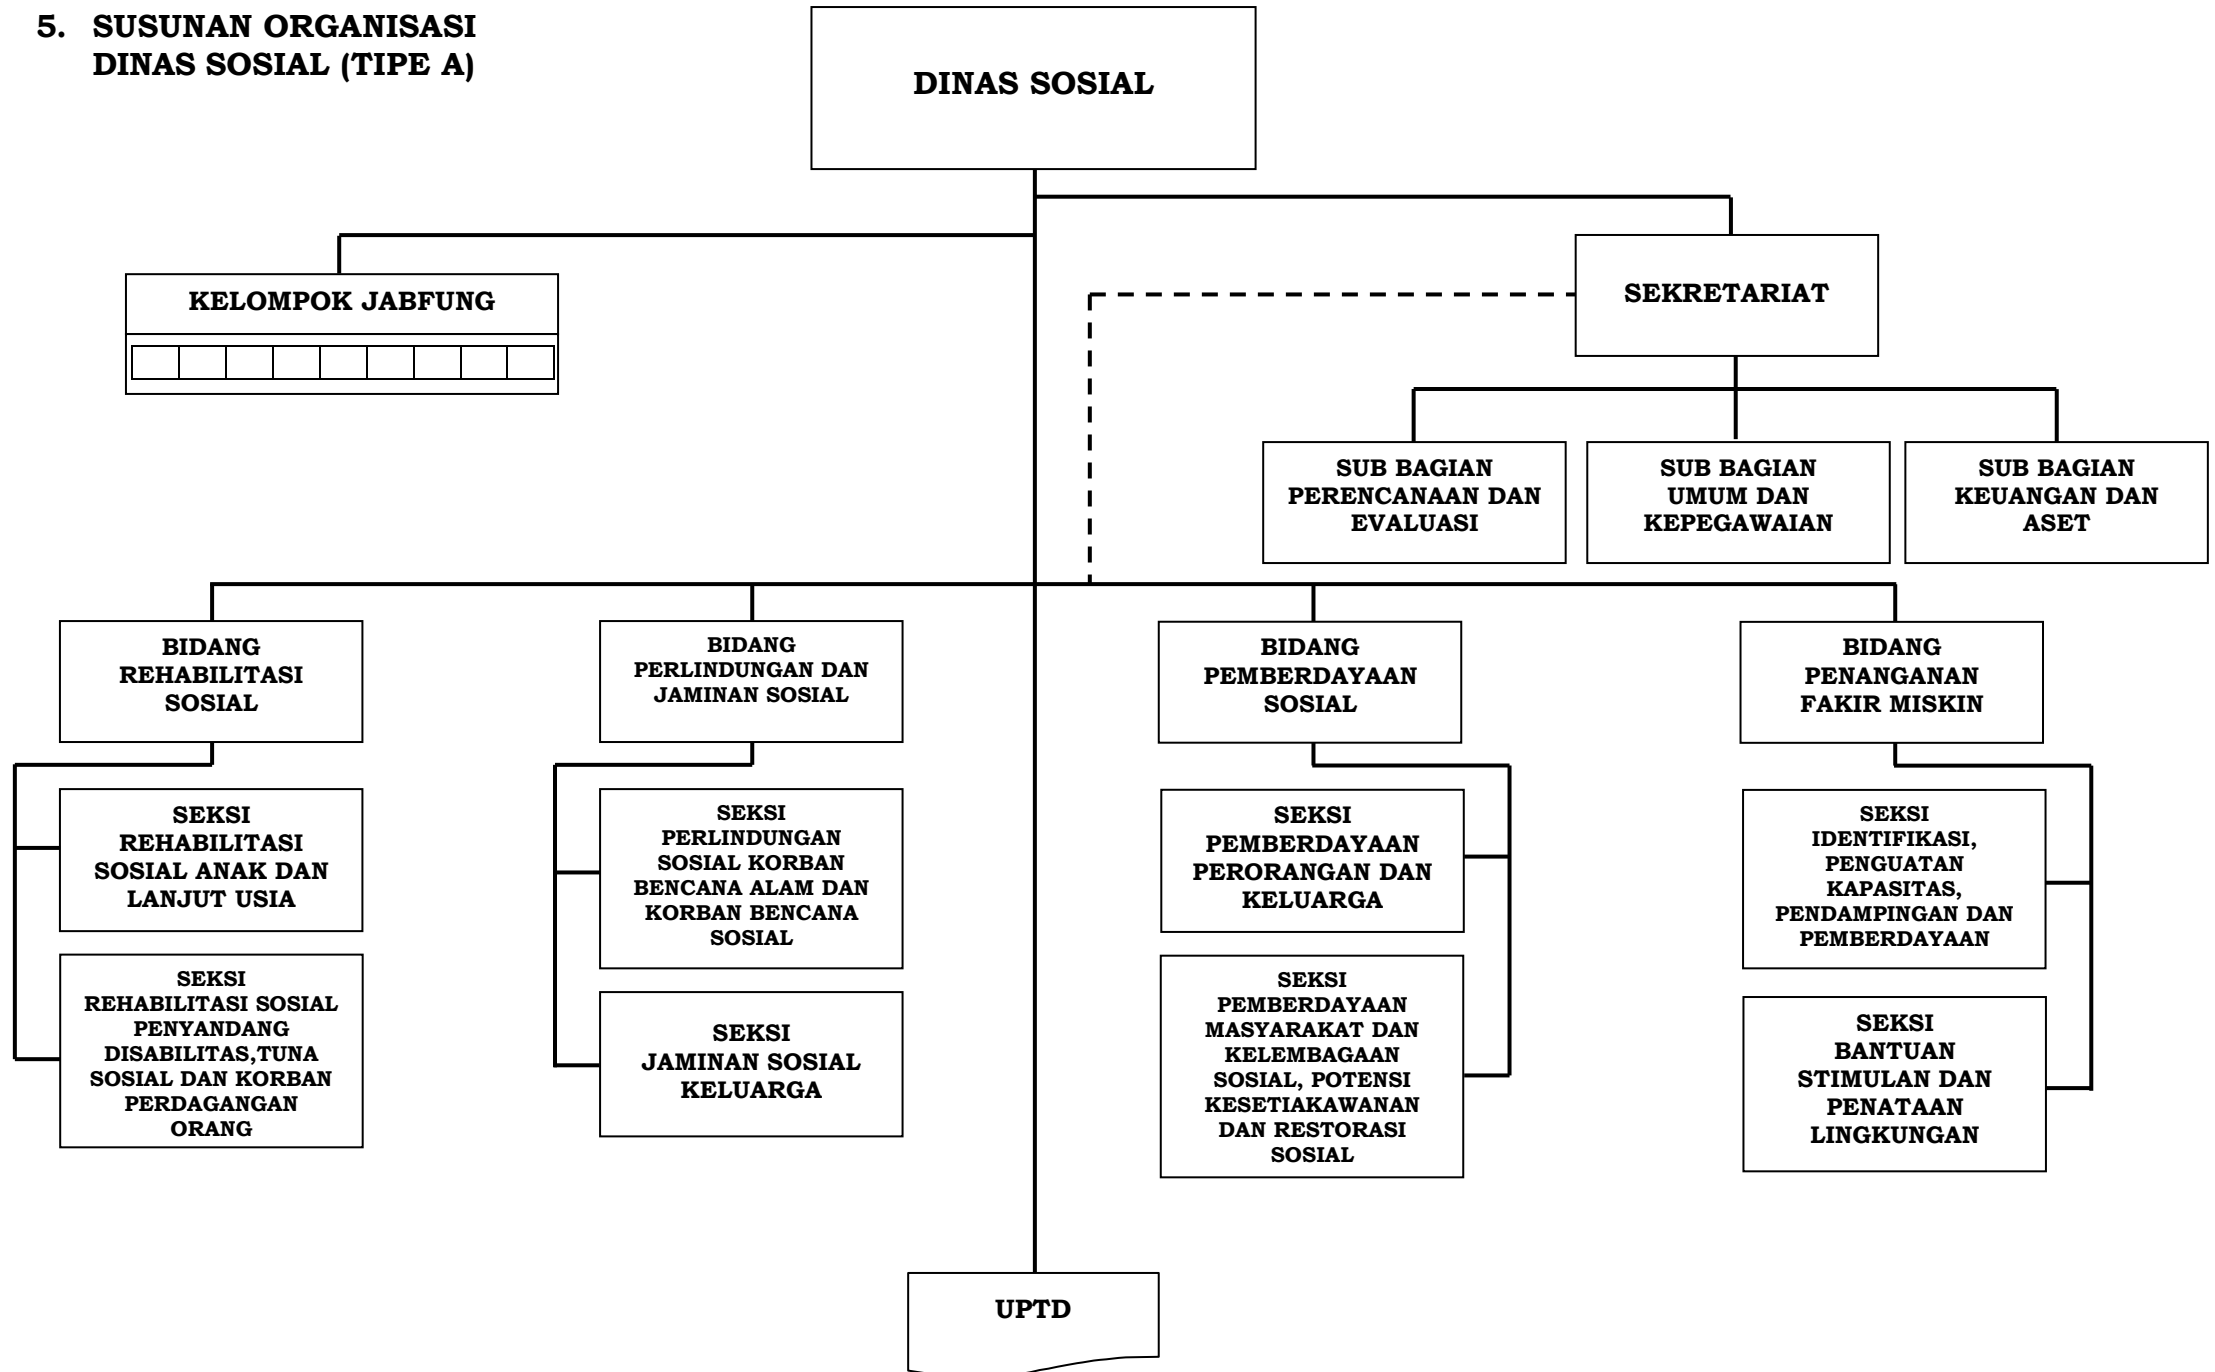 5. SUSUNAN ORGANISASI
DINAS SOSIAL (TIPE A)
DINAS SOSIAL
KELOMPOK JABFUNG
SEKRETARIAT
SUB BAGIAN
PERENCANAAN DAN
EVALUASI
SUB BAGIAN
UMUM DAN
KEPEGAWAIAN
SUB BAGIAN
KEUANGAN DAN
ASET
BIDANG
REHABILITASI
SOSIAL
BIDANG
PERLINDUNGAN DAN
JAMINAN SOSIAL
BIDANG
PEMBERDAYAAN
SOSIAL
BIDANG
PENANGANAN
FAKIR MISKIN
SEKSI
REHABILITASI
SOSIAL ANAK DAN
LANJUT USIA
SEKSI
PERLINDUNGAN
SOSIAL KORBAN
BENCANA ALAM DAN
KORBAN BENCANA
SOSIAL
SEKSI
PEMBERDAYAAN
PERORANGAN DAN
KELUARGA
SEKSI
IDENTIFIKASI,
PENGUATAN
KAPASITAS,
PENDAMPINGAN DAN
PEMBERDAYAAN
SEKSI
REHABILITASI SOSIAL
PENYANDANG
DISABILITAS,TUNA
SOSIAL DAN KORBAN
PERDAGANGAN
ORANG
SEKSI
JAMINAN SOSIAL
KELUARGA
SEKSI
PEMBERDAYAAN
MASYARAKAT DAN
KELEMBAGAAN
SOSIAL, POTENSI
KESETIAKAWANAN
DAN RESTORASI
SOSIAL
SEKSI
BANTUAN
STIMULAN DAN
PENATAAN
LINGKUNGAN
UPTD